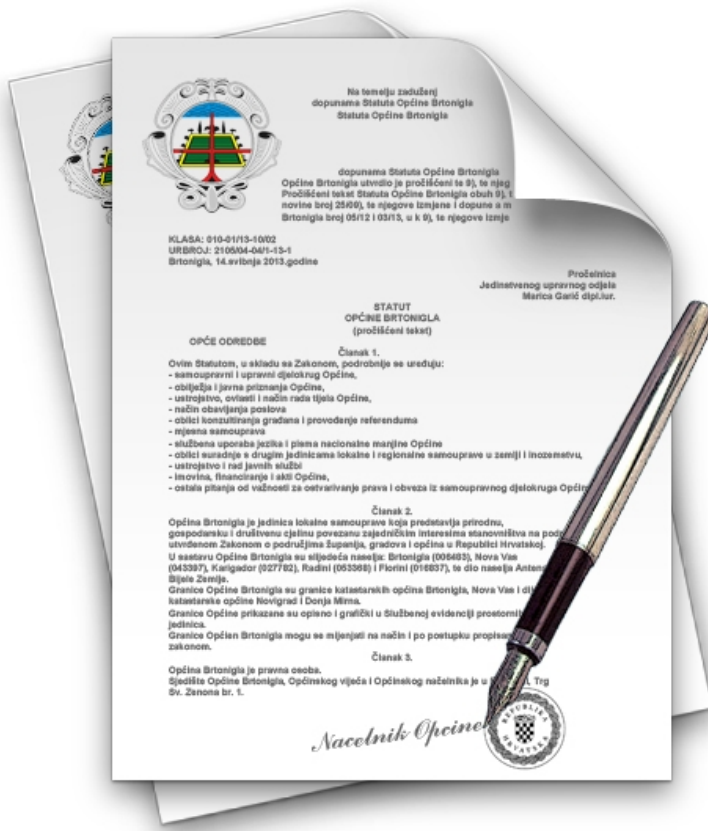 Na temelju zaduženj
dopunama Statuta Općine Brtonigla
Statuta Općine Brtonigla
dopunama Statuta Općine Brtonigla
Općine Brtonigla utvrdio je pročišćeni te 9), te njeg
Pročišćeni tekst Statuta Općine Brtonigla obuh 9), t
novine broj 25/09), te njegove izmjene i dopune a m
Brtonigla broj 05/12 i 03/13, u k 9), te njegove izmje
KLASA: 010-01/13-10/02
URBROJ: 2105/04-04/1-13-1
Brtonigla, 14.svibnja 2013.godine
Pročelnica
Jedinstvenog upravnog odjela
Marica Garić dipl.iur.
STATUT
OPĆINE BRTONIGLA
(pročišćeni tekst)
OPĆE ODREDBE
Članak 1.
Ovim Statutom, u skladu sa Zakonom, podrobnije se uređuju:
- samoupravni i upravni djelokrug Općine,
- obilježja i javna priznanja Općine,
- ustrojstvo, ovlasti i način rada tijela Općine,
- način obavljanja poslova
- oblici konzultiranja građana i provođenje referenduma
- mjesna samouprava
- službena uporaba jezika i pisma nacionalne manjine Općine
- oblici suradnje s drugim jedinicama lokalne i regionalne samouprave u zemlji i inozemstvu,
- ustrojstvo i rad javnih službi
- imovina, financiranje i akti Općine,
- ostala pitanja od važnosti za ostvarivanje prava i obveza iz samoupravnog djelokruga Općin
Članak 2.
Općina Brtonigla je jedinica lokalne samouprave koja predstavlja prirodnu,
gospodarsku i društvenu cjelinu povezanu zajedničkim interesima stanovništva na podr
utvrđenom Zakonom o područjima županija, gradova i općina u Republici Hrvatskoj.
U sastavu Općine Brtonigla su slijedeća naselja: Brtonigla (006483), Nova Vas
(043397), Karigador (027782), Radini (053368) i Fiorini (016837), te dio naselja Anten
Bijele Zemlje.
Granice Općine Brtonigla su granice katastarskih općina Brtonigla, Nova Vas i di
katastarske općine Novigrad i Donja Mirna.
Granice Općine prikazane su opisno i grafički u Službenoj evidenciji prostornih
jedinica.
Granice Općien Brtonigla mogu se mijenjati na način i po postupku propisa
zakonom.
Članak 3.
Općina Brtonigla je pravna osoba.
Sjedište Općine Brtonigla, Općinskog vijeća i Općinskog načelnika je u Trg
Sv. Zenona br. 1.
Nacelnik Opcine
REPUBLIKA
HRVATSKA